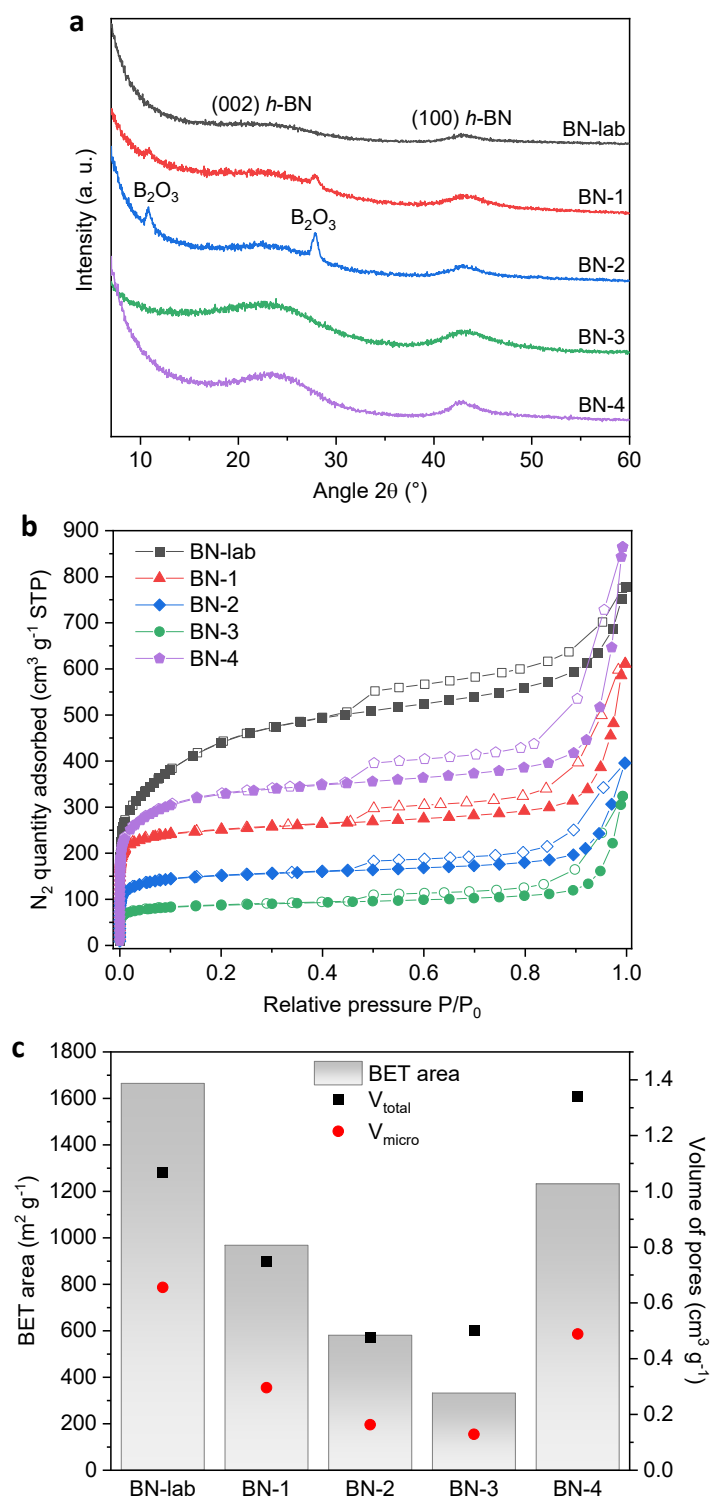 a
(002) h-BN
(100) h-BN
BN-lab
BN-1
B₂O₃
B₂O₃
BN-2
BN-3
BN-4
Intensity (a. u.)
10 20 30 40 50 60
Angle 2θ (°)
b
900
800
700
600
500
400
300
200
100
0
BN-lab
BN-1
BN-2
BN-3
BN-4
N₂ quantity adsorbed (cm³ g⁻¹ STP)
0.0 0.2 0.4 0.6 0.8 1.0
Relative pressure P/P₀
c
1800
1600
1400
1200
1000
800
600
400
200
0
BET area (m² g⁻¹)
BET area
V_total
V_micro
1.4
1.2
1.0
0.8
0.6
0.4
0.2
0.0
Volume of pores (cm³ g⁻¹)
BN-lab BN-1 BN-2 BN-3 BN-4